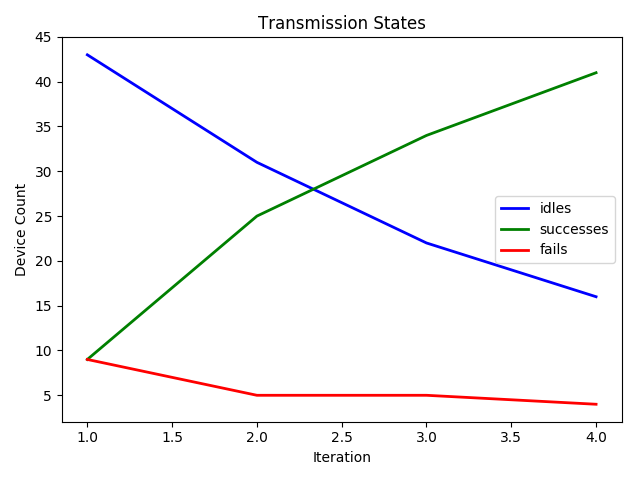 Transmission States
Device Count
45
40
35
30
25
20
15
10
5
idles
successes
fails
1.0 1.5 2.0 2.5 3.0 3.5 4.0
Iteration